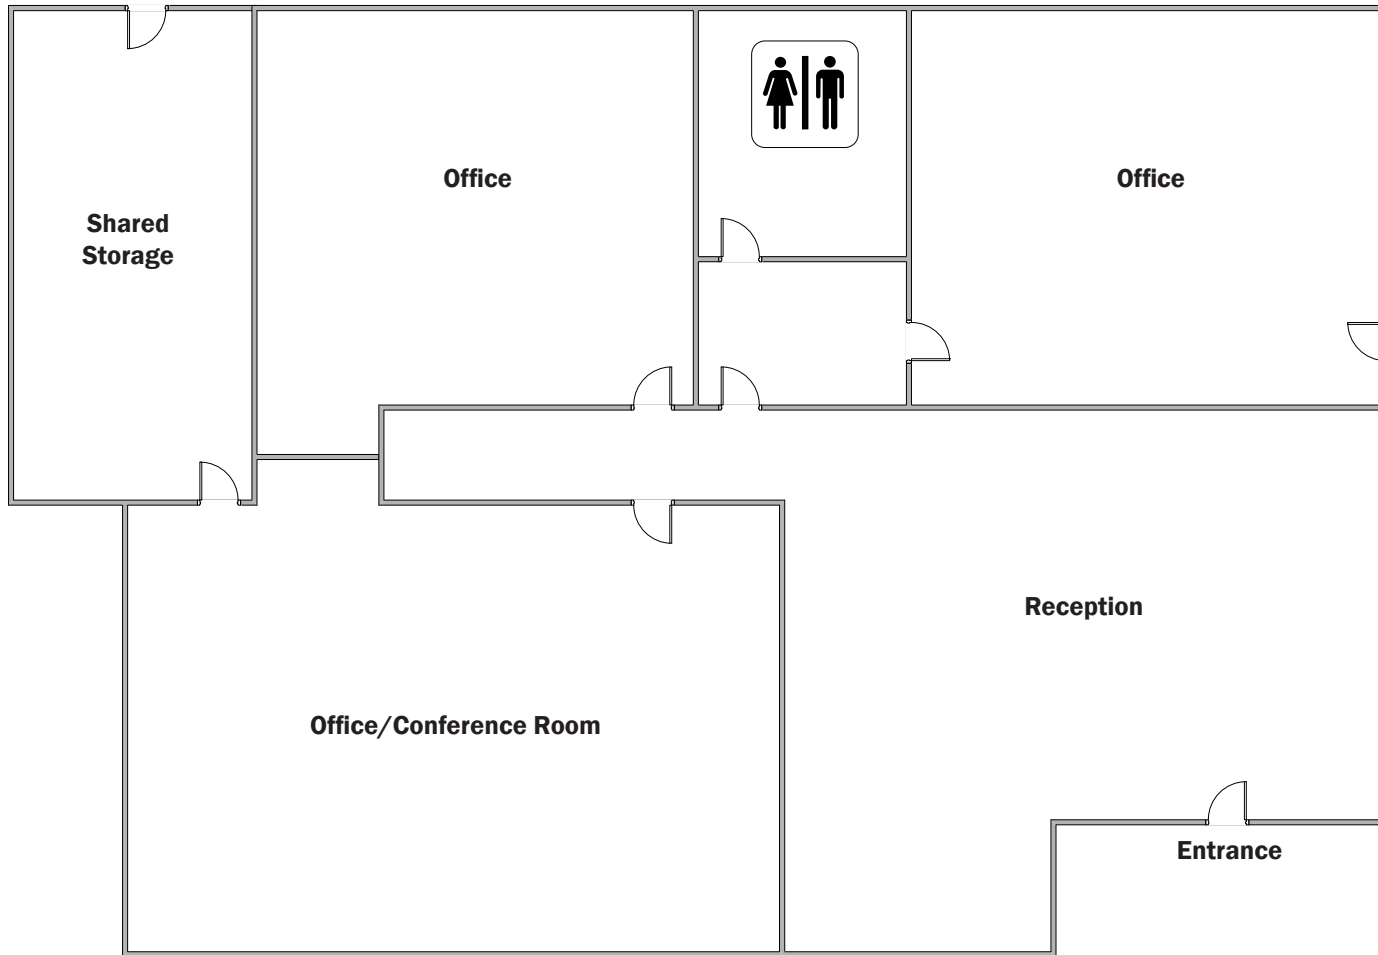 Office
Office
Shared
Storage
Reception
Office/Conference Room
Entrance